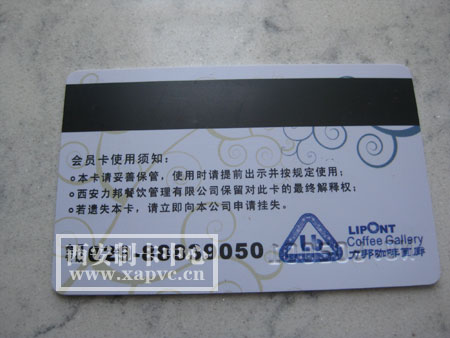 会员卡使用须知：
本卡请妥善保管，使用时请提前出示并按规定使用；
西安力邦餐饮管理有限公司保留对此卡的最终解释权；
若遗失本卡，请立即向本公司申请挂失。
LIPONT
Coffee Gallery
力邦咖啡画廊
www.xapvc.cn